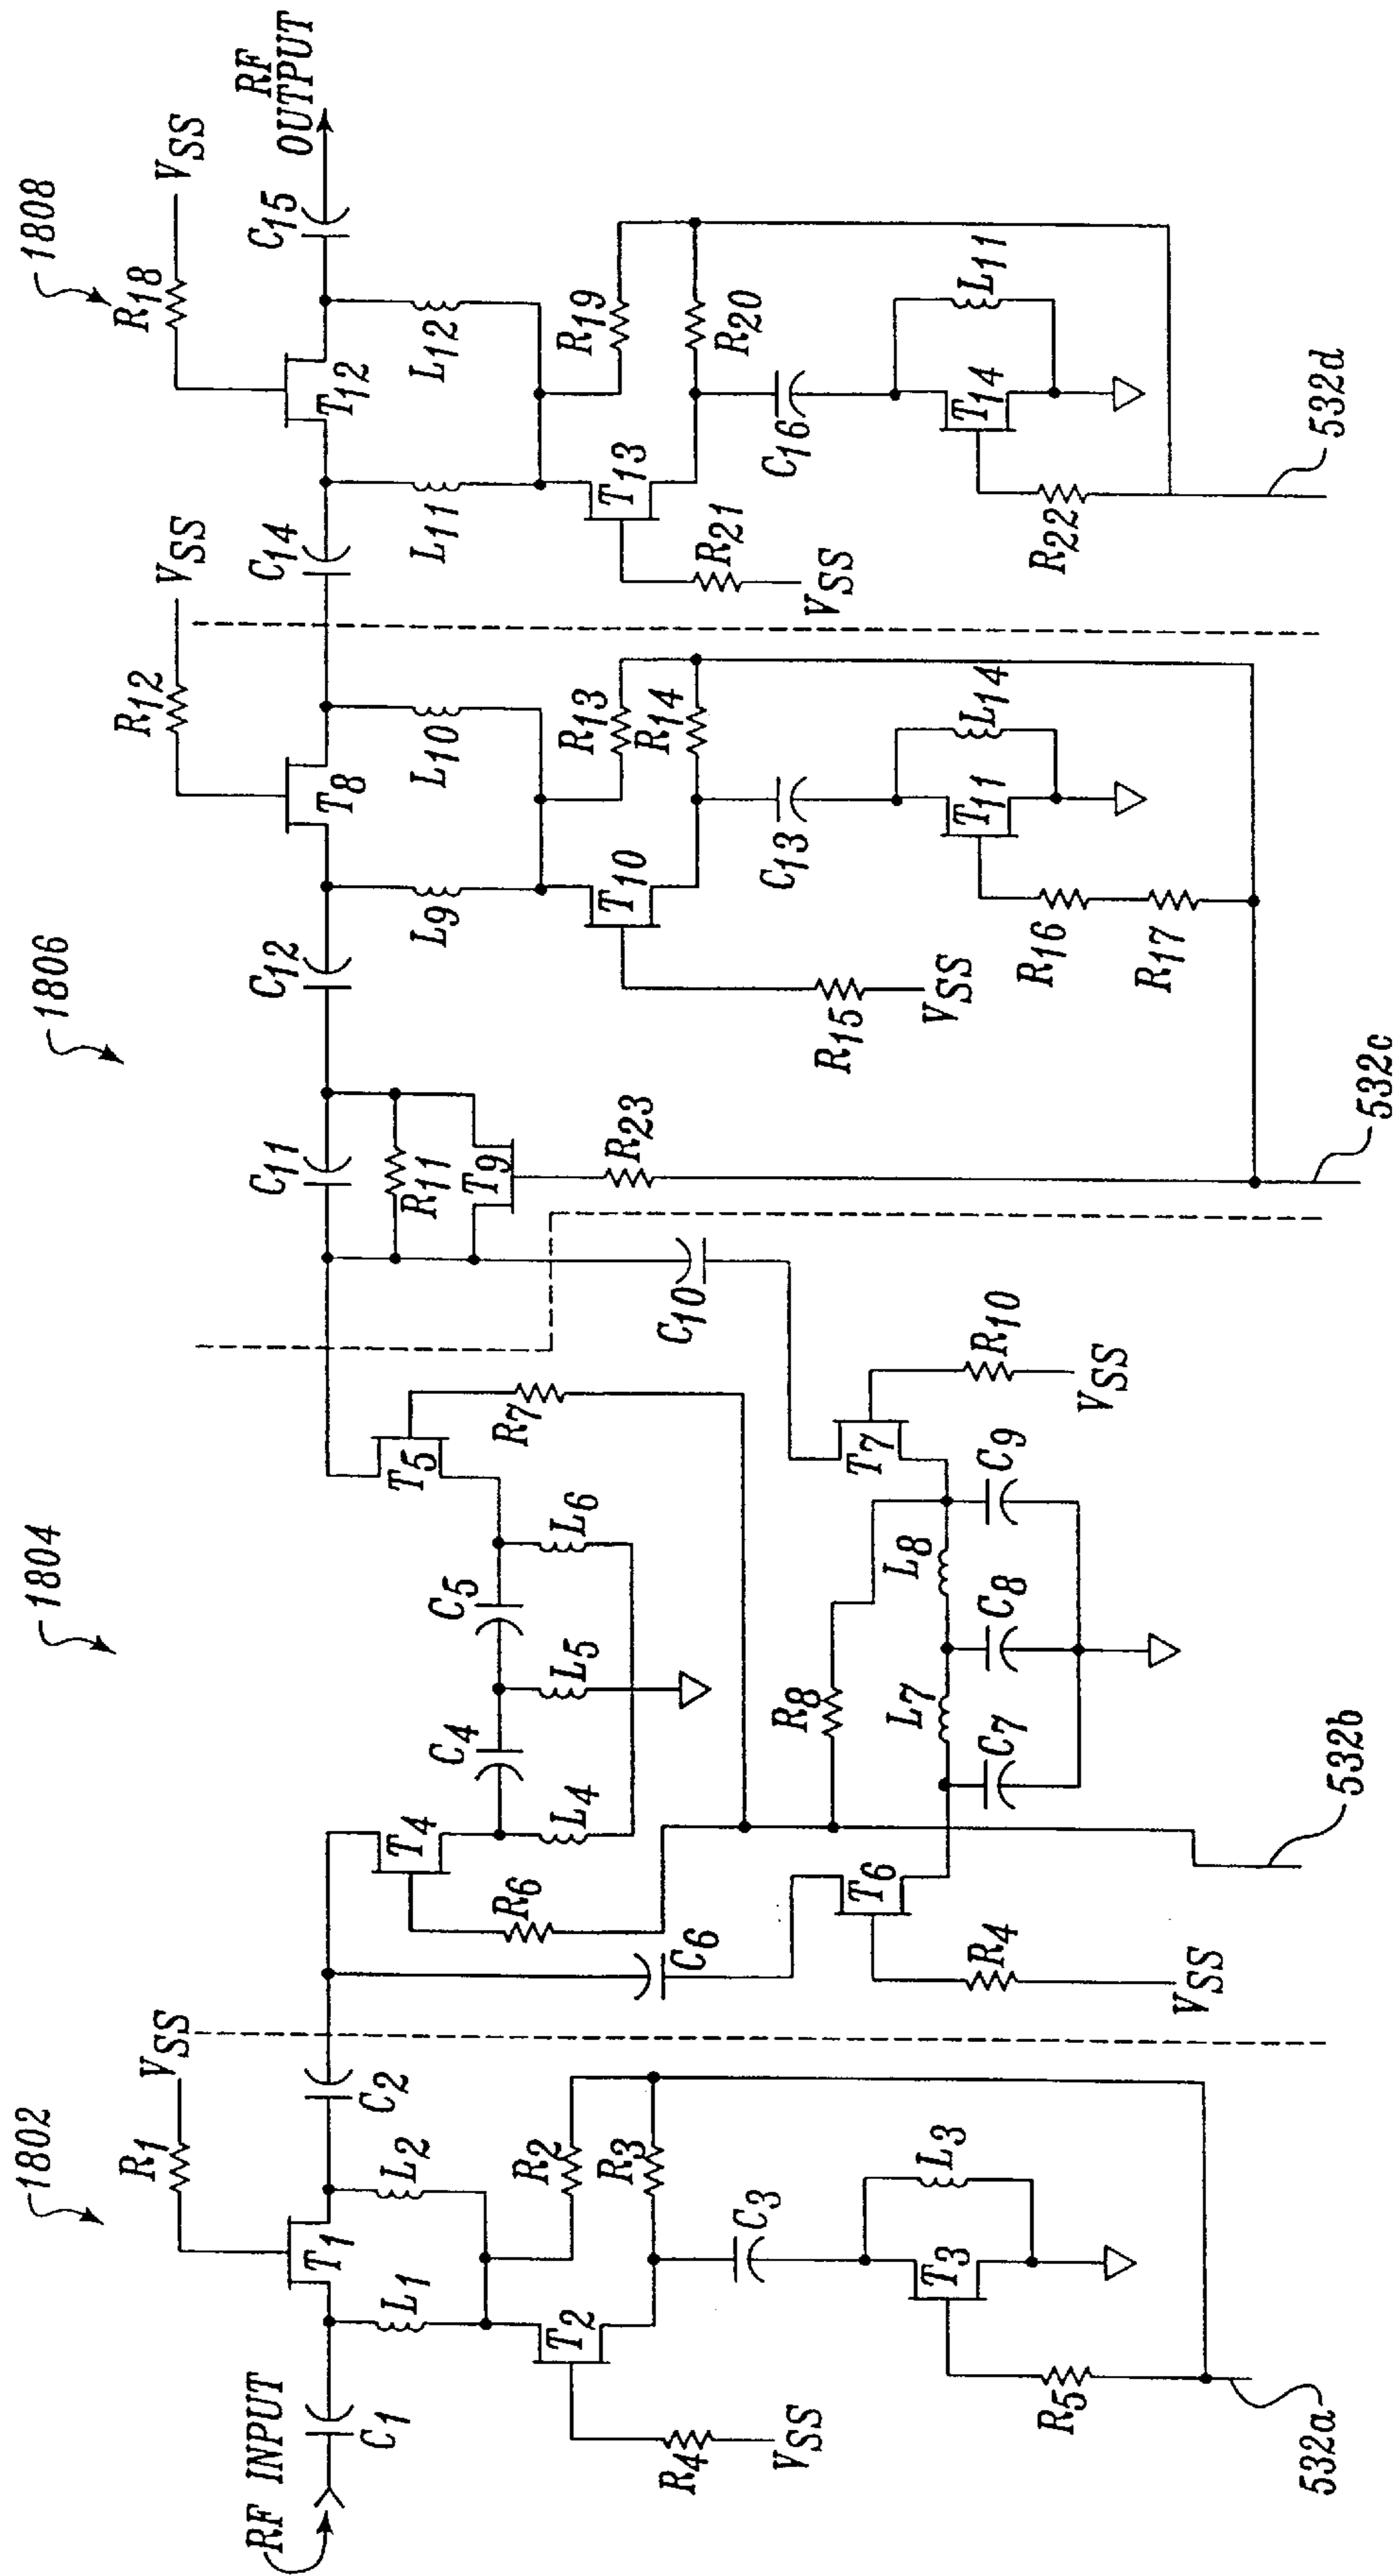 1802
1804
1806
1808
RF INPUT
C1
R1
VSS
T1
L1
L2
C2
R2
R3
T2
R4
VSS
C3
T3
L3
R5
532a
T4
R6
C6
C4
L4
L5
C5
L6
T5
R7
T6
R4
VSS
R8
L7
L8
C7
C8
C9
T7
R10
VSS
C10
532b
C11
R11
T9
R23
C12
R12
VSS
T8
L9
L10
R13
R14
T10
R15
VSS
C13
T11
L14
R16
R17
532c
C14
R18
VSS
T12
C15
RF
OUTPUT
L11
L12
R19
R20
T13
R21
VSS
C16
T14
L11
R22
532d